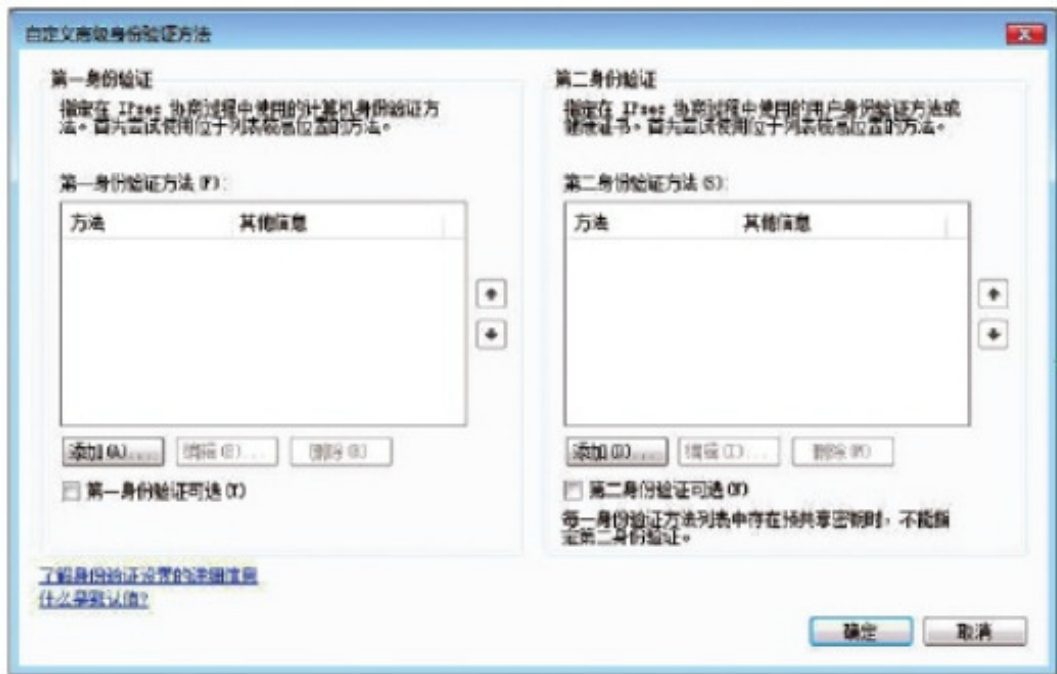 自定义高级身份验证方法
第一身份验证
指定在 IPsec 协商过程中使用的计算机身份验证方
法。首先尝试使用位于列表较高位置的方法。
第一身份验证方法(F):
方法 其他信息
添加(A)... 编辑(E)... 删除(R)
第一身份验证可选(T)
第二身份验证
指定在 IPsec 协商过程中使用的用户身份验证方法或
健康证书。首先尝试使用位于列表较高位置的方法。
第二身份验证方法(S):
方法 其他信息
添加(D)... 编辑(I)... 删除(M)
第二身份验证可选(N)
每一身份验证方法列表中存在预共享密钥时，不能指
定第二身份验证。
了解身份验证设置的详细信息
什么是默认值?
确定 取消